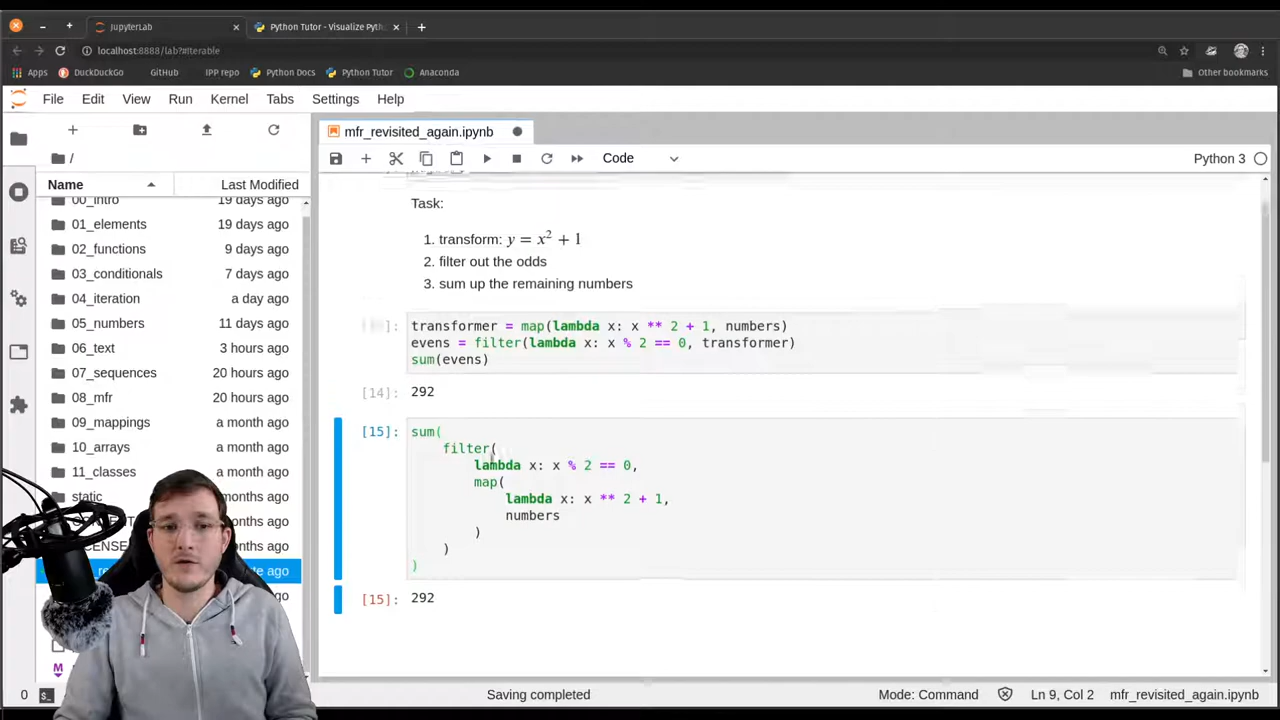 JupyterLab
Python Tutor - Visualize Pyth
localhost:8888/lab?#Iterable
Apps
DuckDuckGo
GitHub
IPP repo
Python Docs
Python Tutor
Anaconda
Other bookmarks
File Edit View Run Kernel Tabs Settings Help
mfr_revisited_again.ipynb
Code
Python 3
/
Name
Last Modified
00_intro 19 days ago
01_elements 19 days ago
02_functions 9 days ago
03_conditionals 7 days ago
04_iteration a day ago
05_numbers 11 days ago
06_text 3 hours ago
07_sequences 20 hours ago
08_mfr 20 hours ago
09_mappings a month ago
10_arrays a month ago
11_classes a month ago
static months ago
Task:
1. transform: y = x² + 1
2. filter out the odds
3. sum up the remaining numbers
transformer = map(lambda x: x ** 2 + 1, numbers)
evens = filter(lambda x: x % 2 == 0, transformer)
sum(evens)
[14]: 292
[15]: sum(
filter(
lambda x: x % 2 == 0,
map(
lambda x: x ** 2 + 1,
numbers
)
)
)
[15]: 292
0
Saving completed
Mode: Command
Ln 9, Col 2
mfr_revisited_again.ipynb